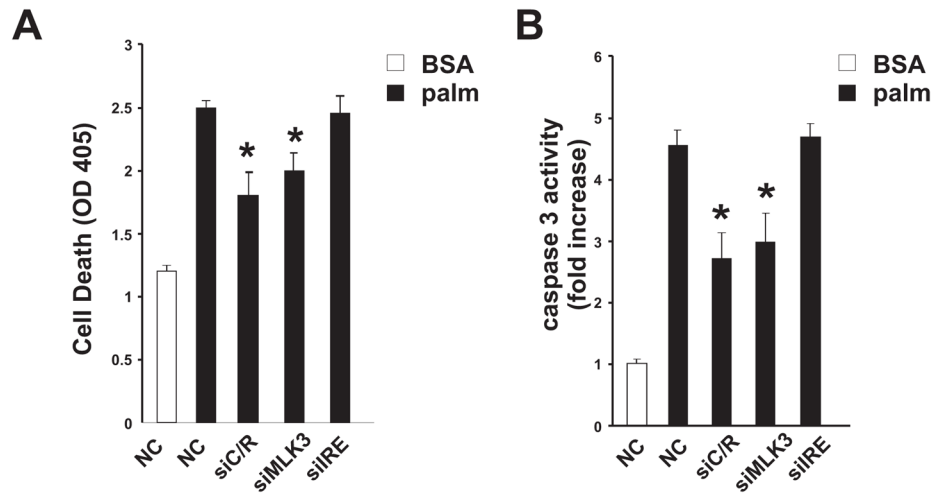 A
Cell Death (OD 405)
3
2.5
2
1.5
1
0.5
0
*
*
NC
NC
siC/R
siMLK3
siIRE
BSA
palm
B
caspase 3 activity
(fold increase)
6
5
4
3
2
1
0
*
*
NC
NC
siC/R
siMLK3
siIRE
BSA
palm